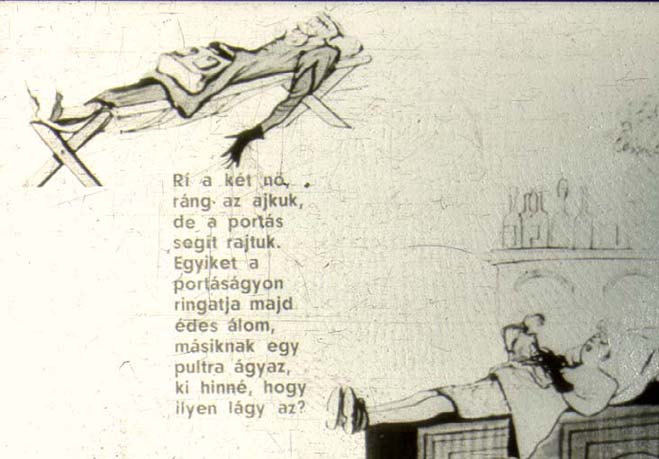 Rí a két nő,
ráng az ajkuk,
de a portás
segít rajtuk.
Egyiket a
portáságyon
ringatja majd
édes álom,
másiknak egy
pultra ágyaz,
ki hinné, hogy
ilyen lágy az?